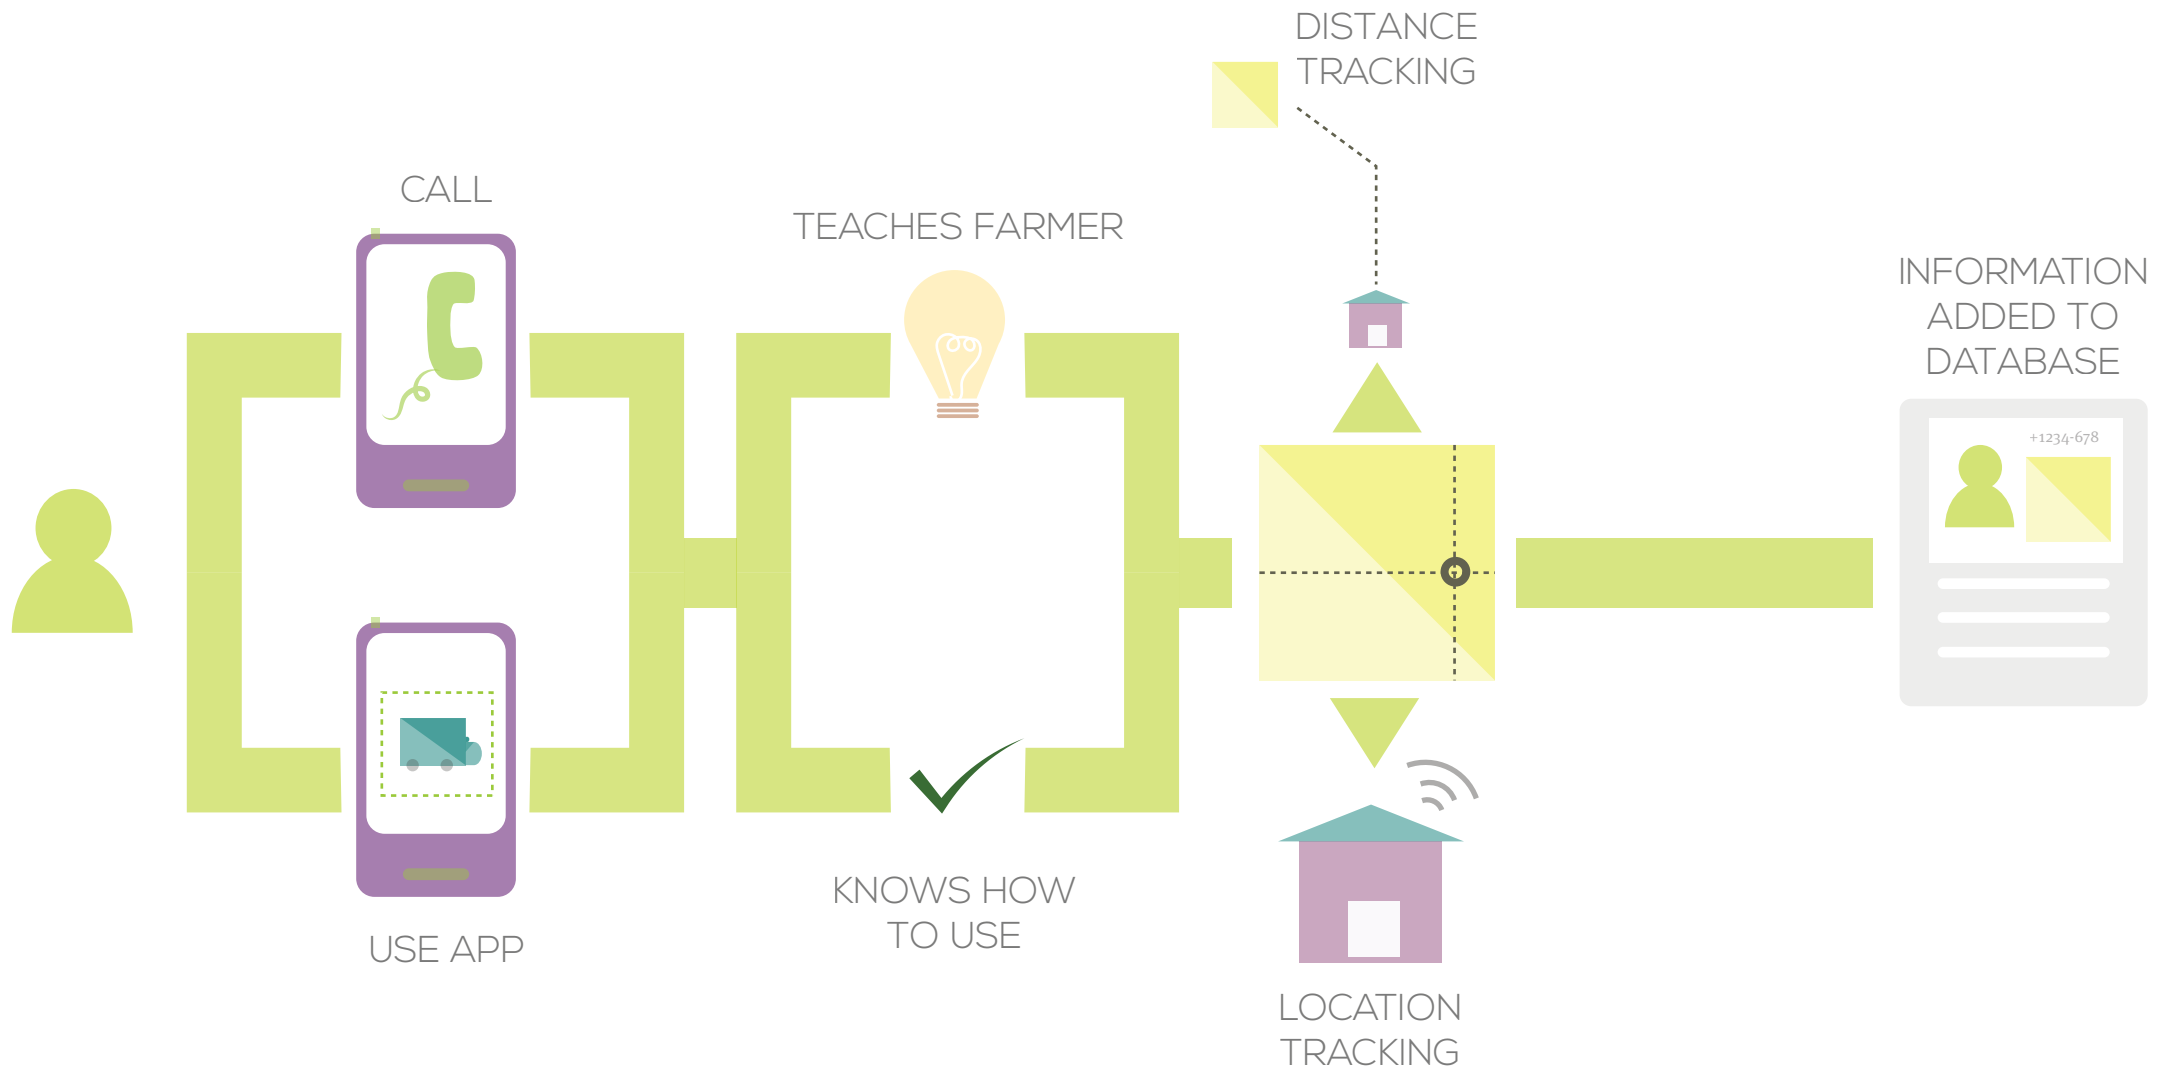 DISTANCE
TRACKING
CALL
TEACHES FARMER
INFORMATION
ADDED TO
DATABASE
+1234-678
KNOWS HOW
TO USE
USE APP
LOCATION
TRACKING